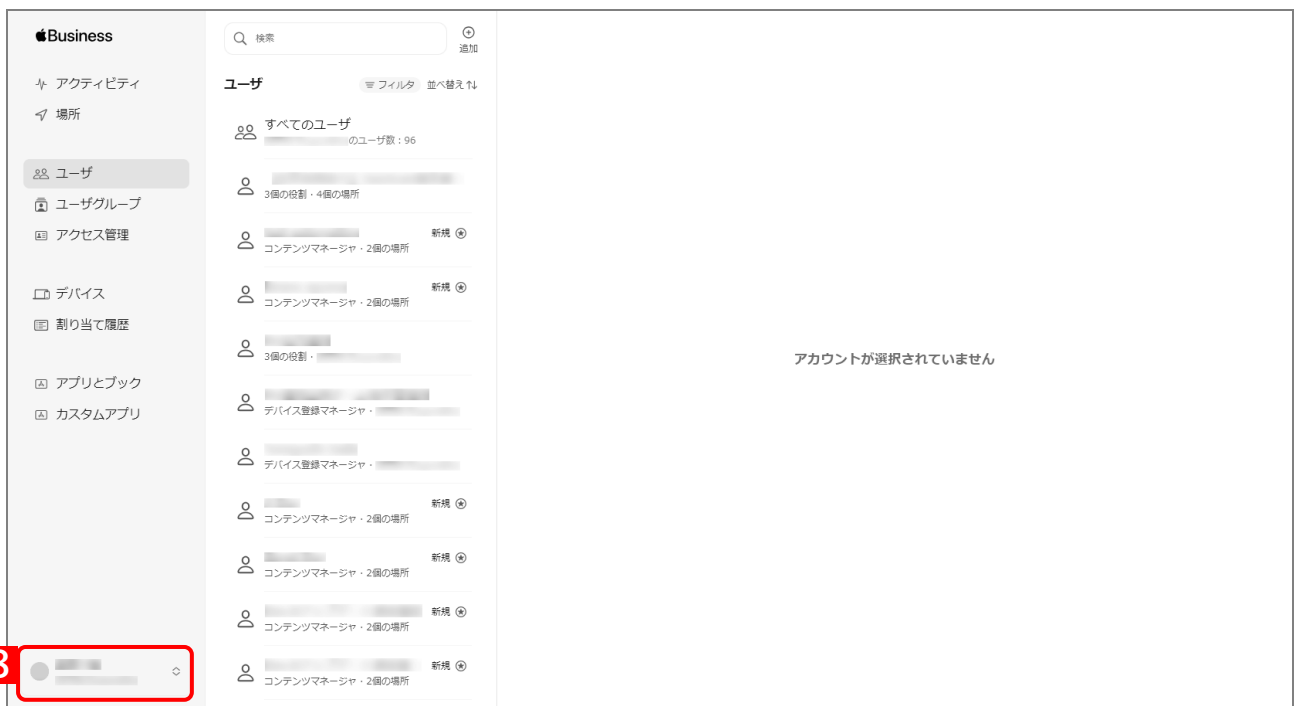 Business
アクティビティ
場所
ユーザ
ユーザグループ
アクセス管理
デバイス
割り当て履歴
アプリとブック
カスタムアプリ
3
検索
追加
ユーザ
フィルタ 並べ替え↑↓
すべてのユーザ
のユーザ数：96
3個の役割・4個の場所
新規
コンテンツマネージャ・2個の場所
新規
コンテンツマネージャ・2個の場所
3個の役割・
デバイス登録マネージャ・
デバイス登録マネージャ・
新規
コンテンツマネージャ・2個の場所
新規
コンテンツマネージャ・2個の場所
新規
コンテンツマネージャ・2個の場所
新規
コンテンツマネージャ・2個の場所
アカウントが選択されていません